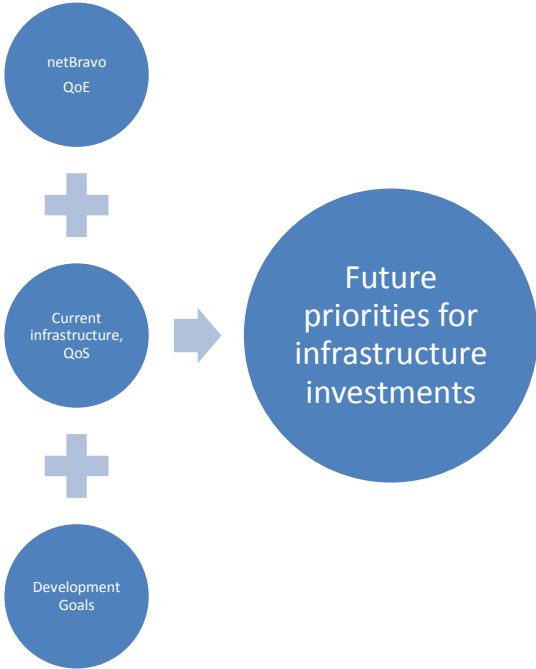 netBravo
QoE
Current
infrastructure,
QoS
Future
priorities for
infrastructure
investments
Development
Goals